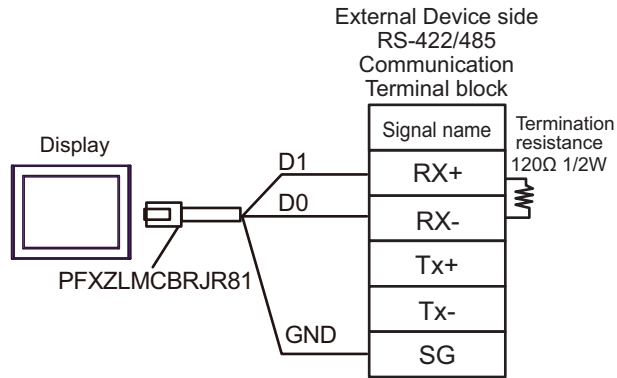 External Device side
RS-422/485
Communication
Terminal block
Display
Signal name
Termination
resistance
120Ω 1/2W
D1
RX+
D0
RX-
PFXZLMCBRJR81
Tx+
Tx-
GND
SG